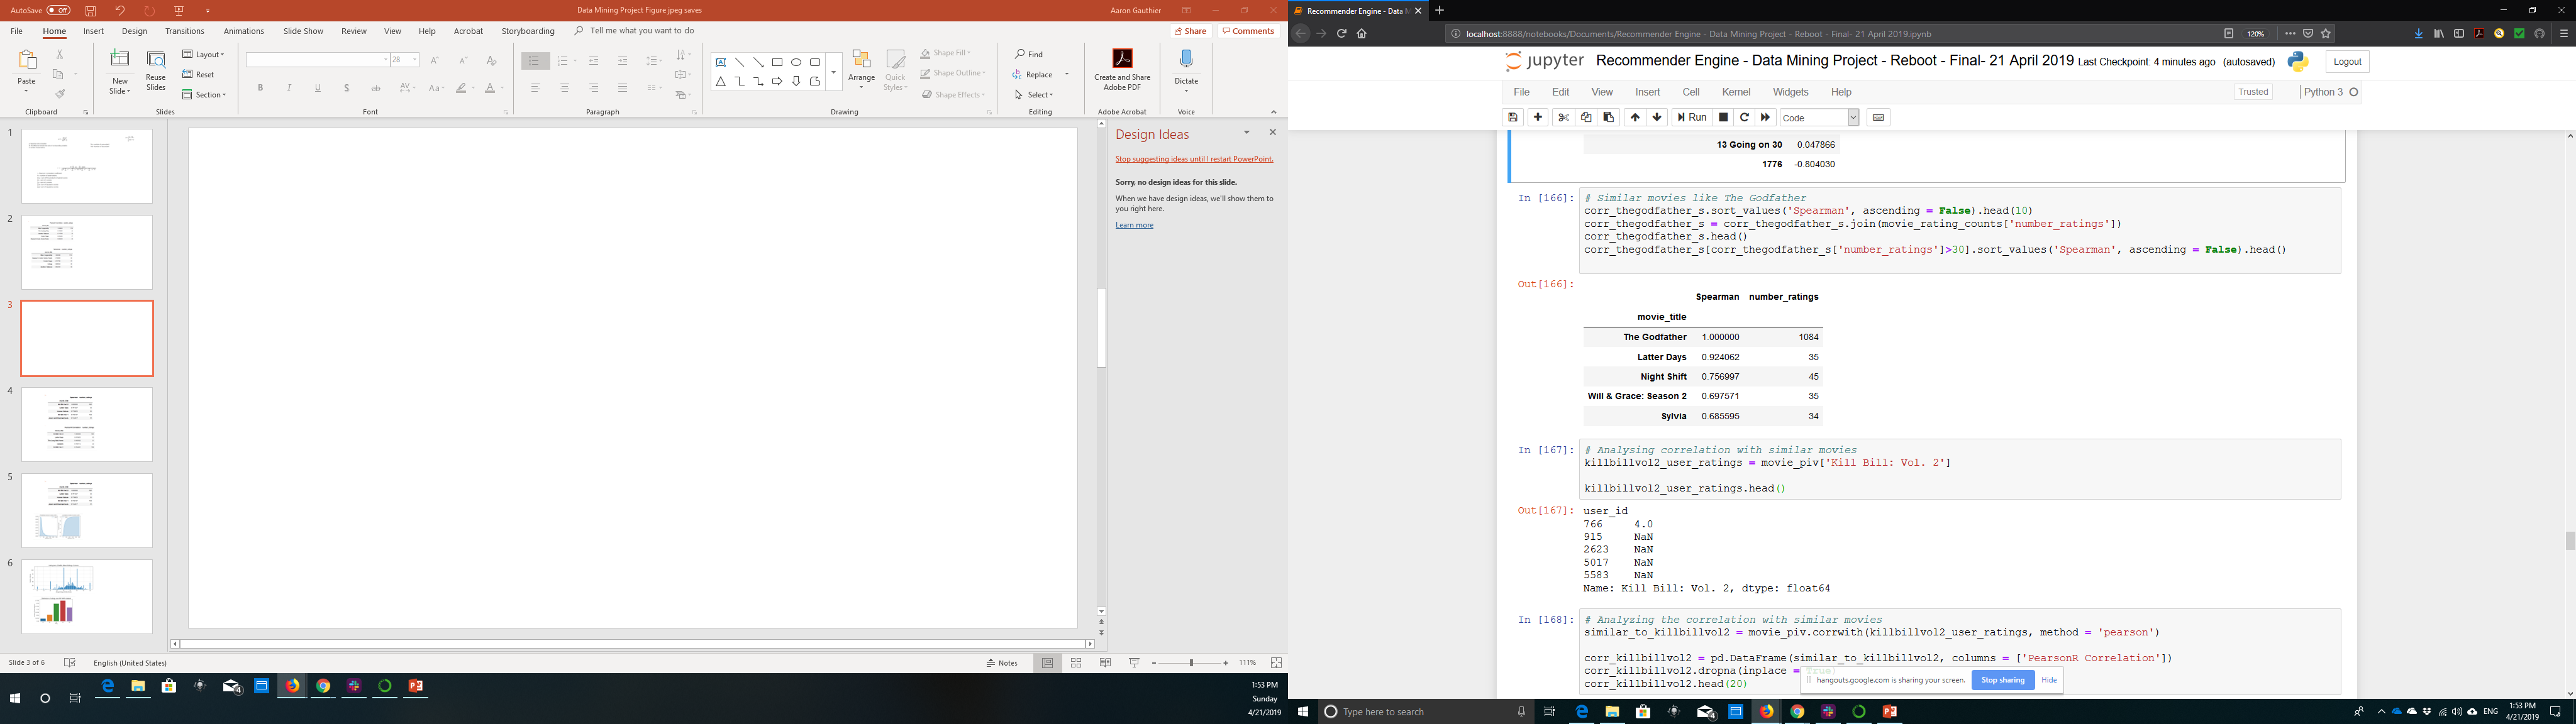 AutoSave Off
Data Mining Project Figure.jpeg saves
Aaron Gauthier
File Home Insert Design Transitions Animations Slide Show Review View Help Acrobat Storyboarding Tell me what you want to do
Share Comments
Paste
Clipboard
New Slide
Reuse Slides
Layout
Reset
Section
Slides
28
Font
Paragraph
Arrange
Quick Styles
Shape Fill
Shape Outline
Shape Effects
Drawing
Find
Replace
Select
Editing
Create and Share Adobe PDF
Adobe Acrobat
Dictate
Voice
1
2
3
4
5
6
Design Ideas
Stop suggesting ideas until I restart PowerPoint.
Sorry, no design ideas for this slide.
When we have design ideas, we'll show them to
you right here.
Learn more
Slide 3 of 6 English (United States) Notes 111%
1:53 PM
Sunday
4/21/2019
Recommender Engine - Data M
localhost:8888/notebooks/Documents/Recommender Engine - Data Mining Project - Reboot - Final- 21 April 2019.ipynb 120%
jupyter Recommender Engine - Data Mining Project - Reboot - Final- 21 April 2019 Last Checkpoint: 4 minutes ago (autosaved) Logout
File Edit View Insert Cell Kernel Widgets Help Trusted Python 3
Run Code
13 Going on 30 0.047866
1776 -0.804030
In [166]: # Similar movies like The Godfather
corr_thegodfather_s.sort_values('Spearman', ascending = False).head(10)
corr_thegodfather_s = corr_thegodfather_s.join(movie_rating_counts['number_ratings'])
corr_thegodfather_s.head()
corr_thegodfather_s[corr_thegodfather_s['number_ratings']>30].sort_values('Spearman', ascending = False).head()
Out[166]:
Spearman number_ratings
movie_title
The Godfather 1.000000 1084
Latter Days 0.924062 35
Night Shift 0.756997 45
Will & Grace: Season 2 0.697571 35
Sylvia 0.685595 34
In [167]: # Analysing correlation with similar movies
killbillvol2_user_ratings = movie_piv['Kill Bill: Vol. 2']
killbillvol2_user_ratings.head()
Out[167]: user_id
766 4.0
915 NaN
2623 NaN
5017 NaN
5583 NaN
Name: Kill Bill: Vol. 2, dtype: float64
In [168]: # Analyzing the correlation with similar movies
similar_to_killbillvol2 = movie_piv.corrwith(killbillvol2_user_ratings, method = 'pearson')
corr_killbillvol2 = pd.DataFrame(similar_to_killbillvol2, columns = ['PearsonR Correlation'])
corr_killbillvol2.dropna(inplace = True)
corr_killbillvol2.head(20)
hangouts.google.com is sharing your screen. Stop sharing Hide
Type here to search
ENG
1:53 PM
4/21/2019